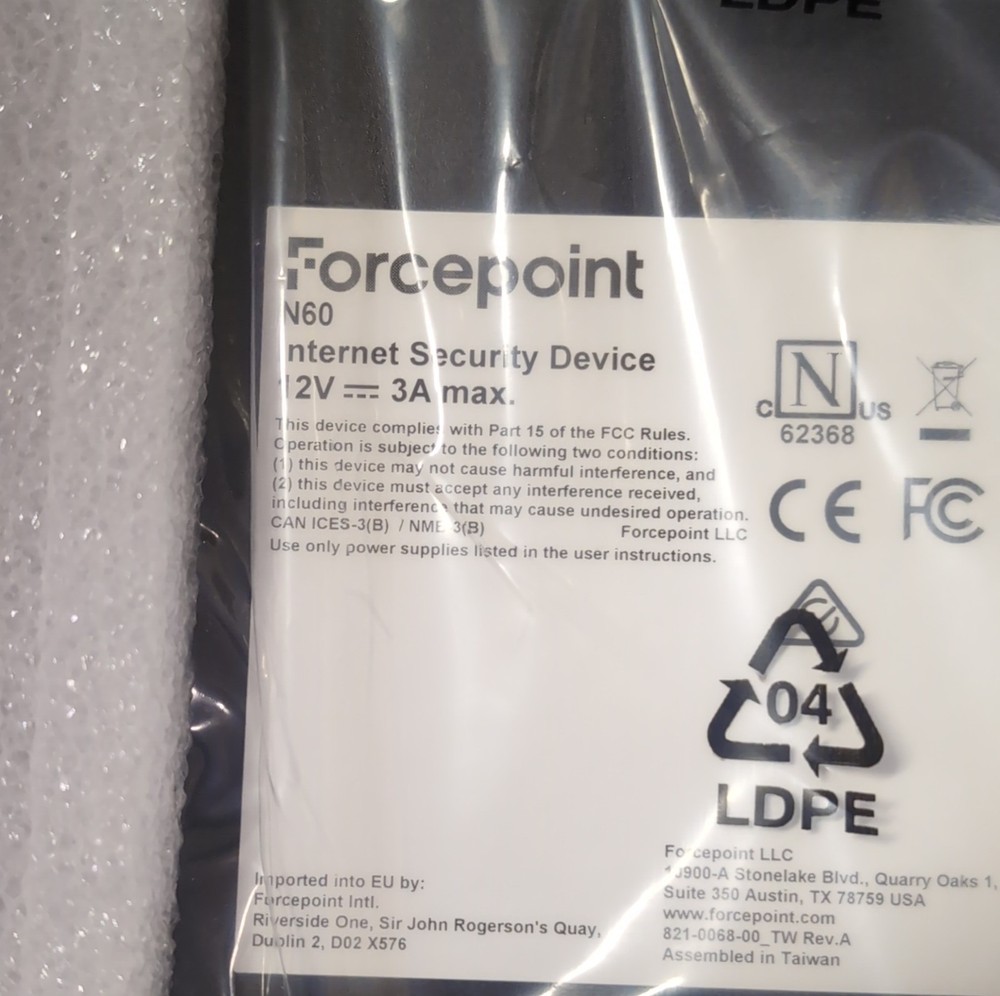 LDPE
Forcepoint
N60
Internet Security Device
12V 3A max.
This device complies with Part 15 of the FCC Rules.
Operation is subject to the following two conditions:
(1) this device may not cause harmful interference, and
(2) this device must accept any interference received,
including interference that may cause undesired operation.
CAN ICES-3(B) / NMB-3(B)
Forcepoint LLC
Use only power supplies listed in the user instructions.
N
C US
62368
CE FC
04
LDPE
Imported into EU by:
Forcepoint Intl.
Riverside One, Sir John Rogerson's Quay,
Dublin 2, D02 X576
Forcepoint LLC
10900-A Stonelake Blvd., Quarry Oaks 1,
Suite 350 Austin, TX 78759 USA
www.forcepoint.com
821-0068-00_TW Rev.A
Assembled in Taiwan